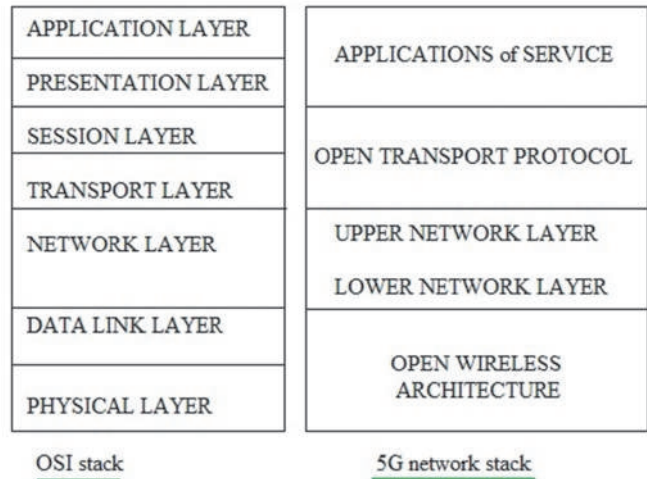 APPLICATION LAYER
PRESENTATION LAYER
SESSION LAYER
TRANSPORT LAYER
NETWORK LAYER
DATA LINK LAYER
PHYSICAL LAYER
OSI stack
APPLICATIONS of SERVICE
OPEN TRANSPORT PROTOCOL
UPPER NETWORK LAYER
LOWER NETWORK LAYER
OPEN WIRELESS
ARCHITECTURE
5G network stack